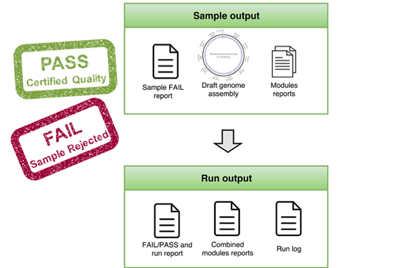 PASS
Certified Quality
FAIL
Sample Rejected
Sample output
Sample FAIL
report
Draft genome
assembly
Modules
reports
Run output
FAIL/PASS and
run report
Combined
modules reports
Run log